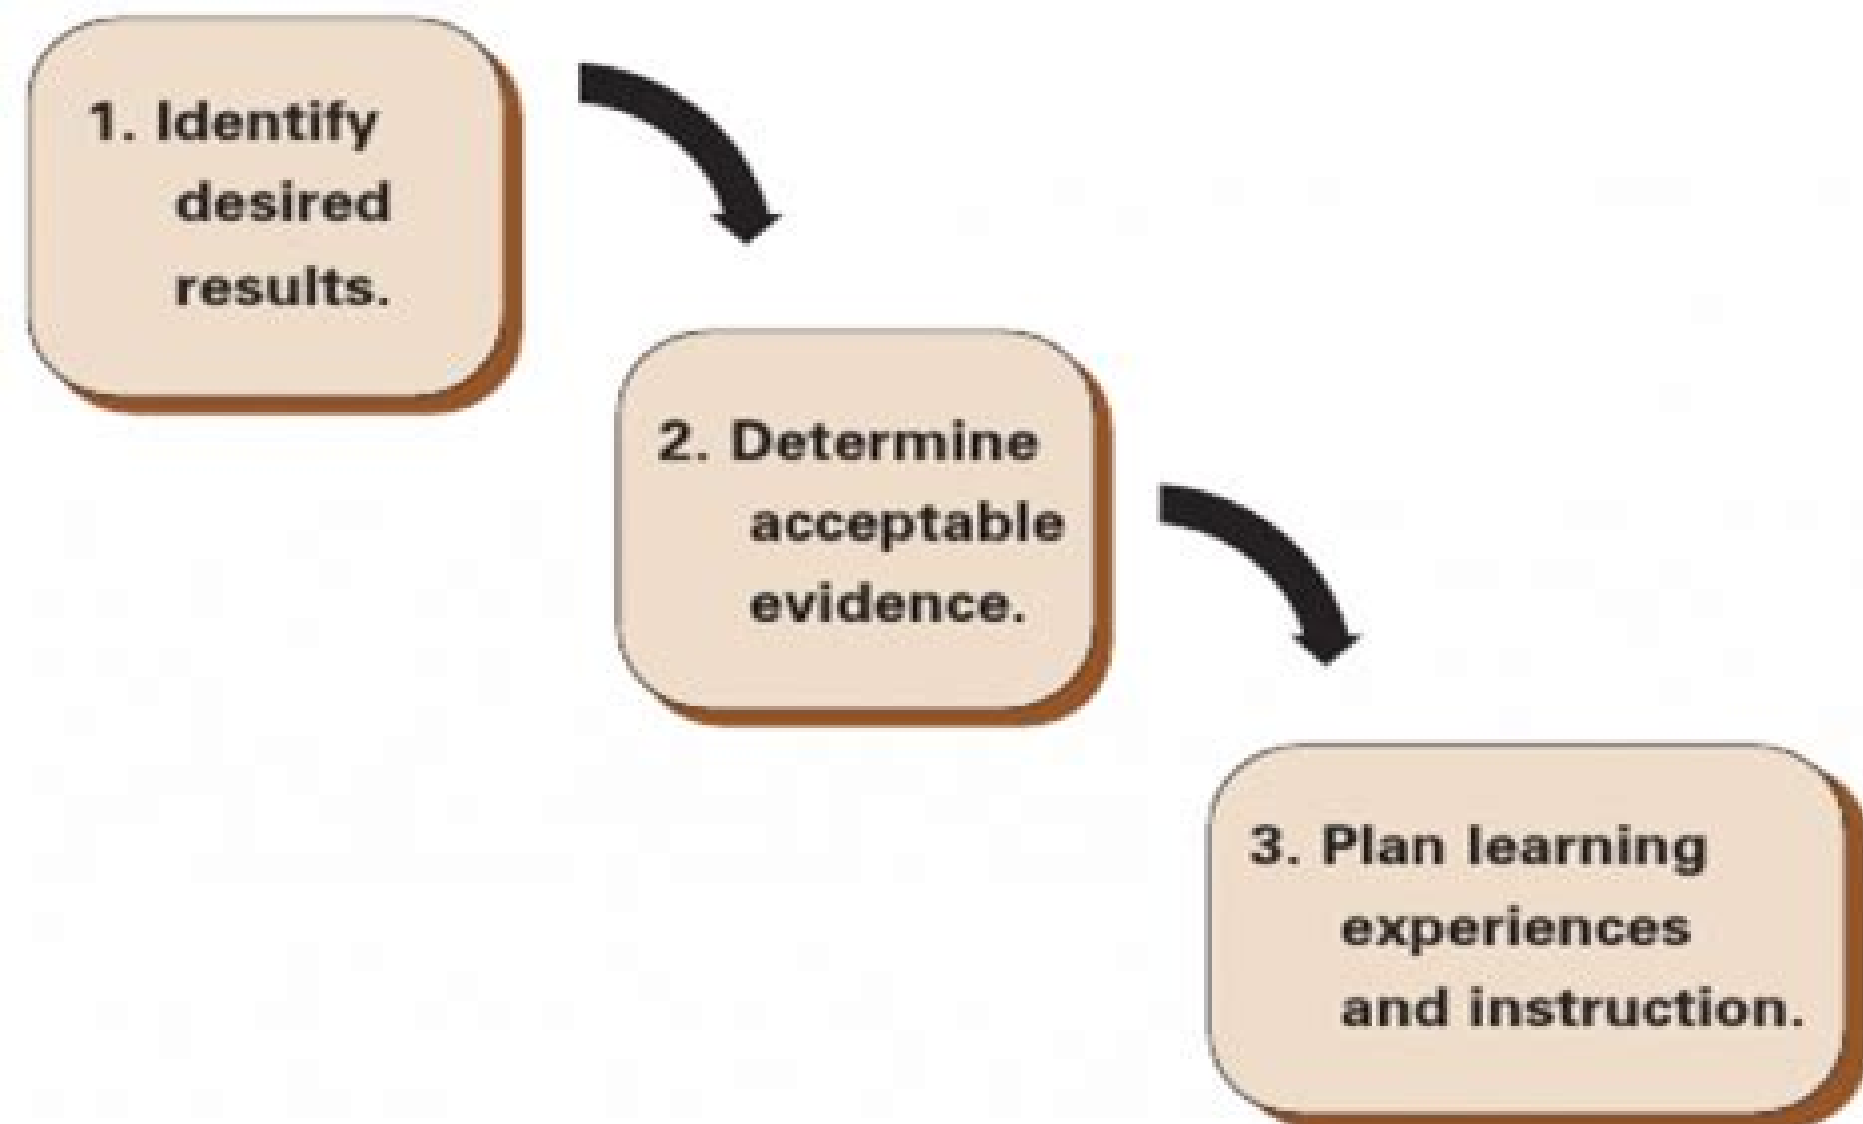 1. Identify
desired
results.
2. Determine
acceptable
evidence.
3. Plan learning
experiences
and instruction.